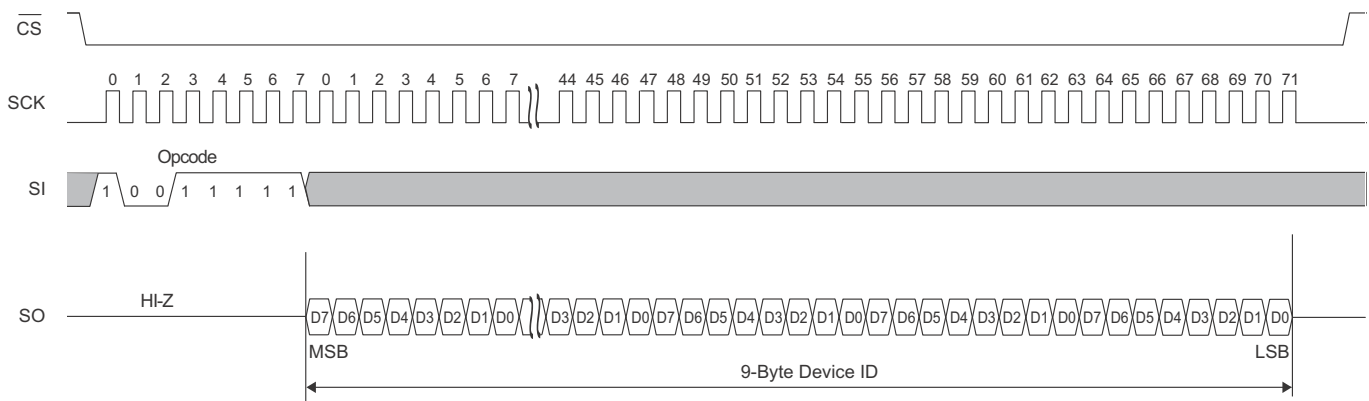 CS
0 1 2 3 4 5 6 7 0 1 2 3 4 5 6 7 44 45 46 47 48 49 50 51 52 53 54 55 56 57 58 59 60 61 62 63 64 65 66 67 68 69 70 71
SCK
Opcode
SI 1 0 0 1 1 1 1 1
HI-Z
SO D7 D6 D5 D4 D3 D2 D1 D0 D3 D2 D1 D0 D7 D6 D5 D4 D3 D2 D1 D0 D7 D6 D5 D4 D3 D2 D1 D0 D7 D6 D5 D4 D3 D2 D1 D0
MSB LSB
9-Byte Device ID